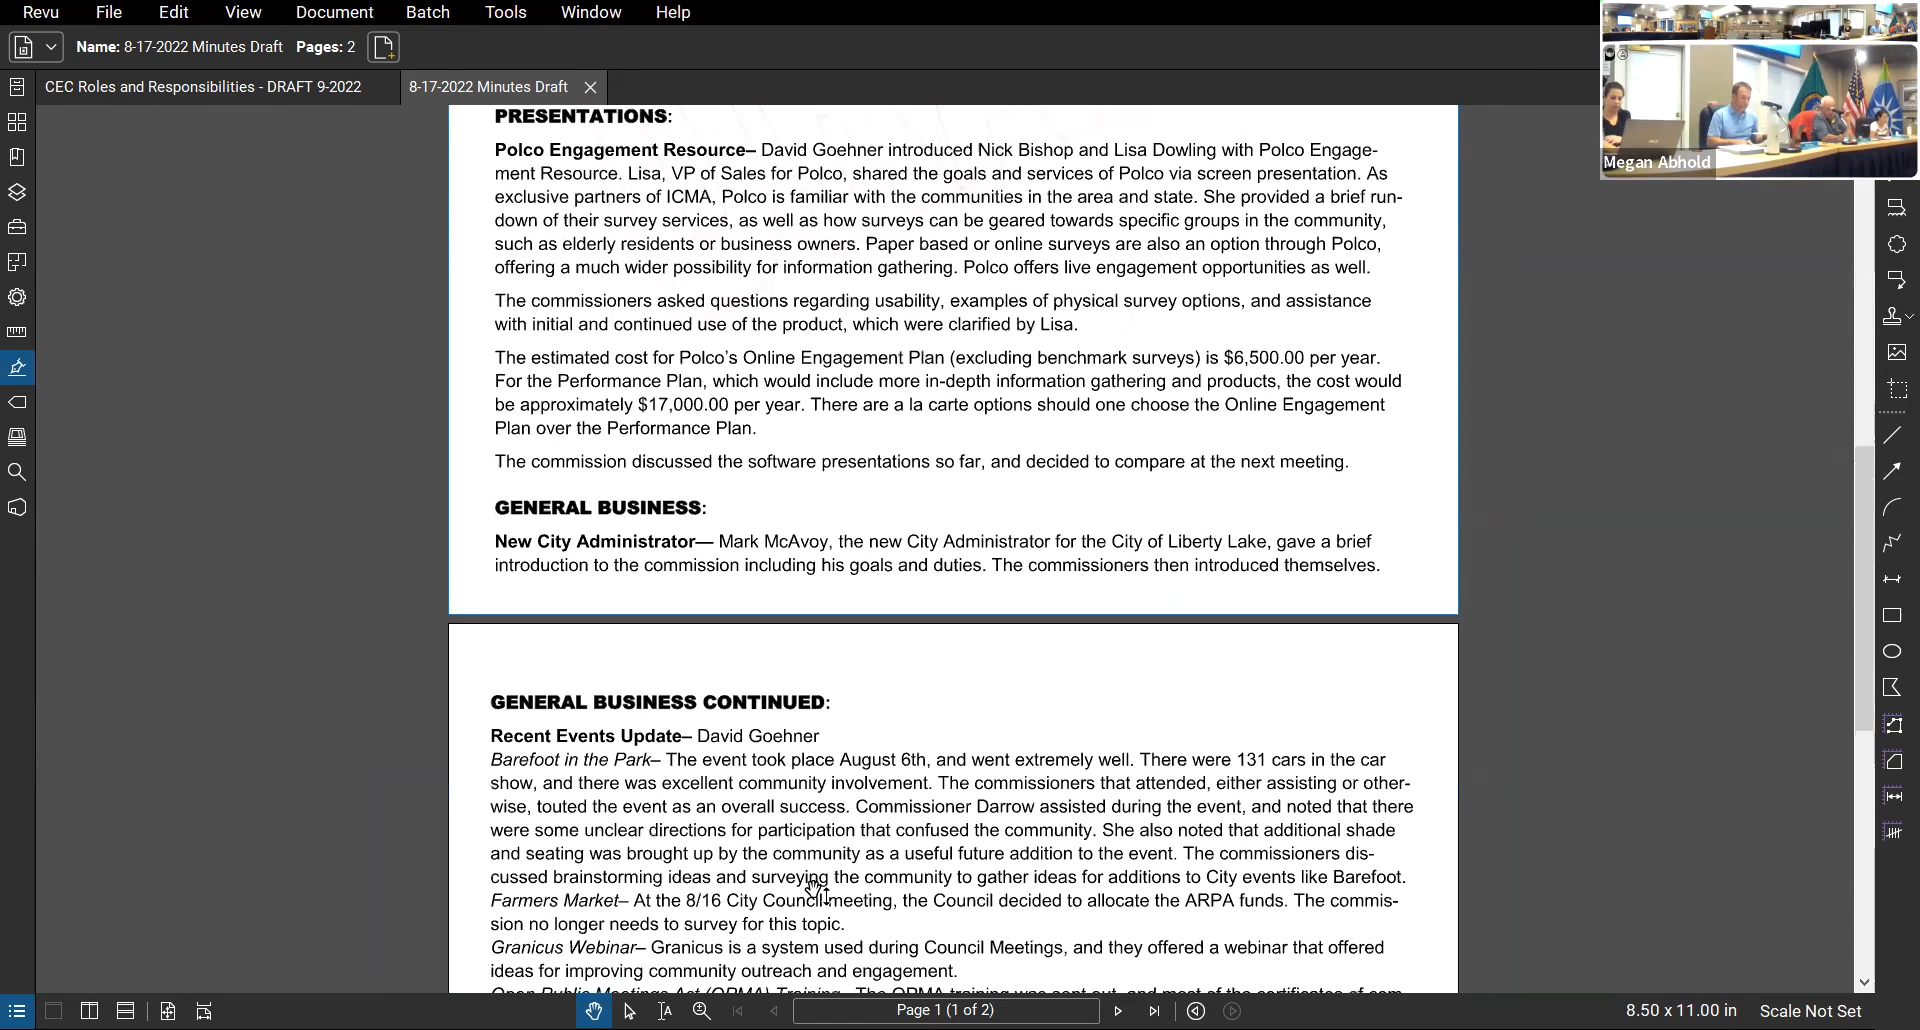 Revu File Edit View Document Batch Tools Window Help
Name: 8-17-2022 Minutes Draft Pages: 2
CEC Roles and Responsibilities - DRAFT 9-2022 8-17-2022 Minutes Draft
Megan Abhold
PRESENTATIONS:
Polco Engagement Resource– David Goehner introduced Nick Bishop and Lisa Dowling with Polco Engage-
ment Resource. Lisa, VP of Sales for Polco, shared the goals and services of Polco via screen presentation. As
exclusive partners of ICMA, Polco is familiar with the communities in the area and state. She provided a brief run-
down of their survey services, as well as how surveys can be geared towards specific groups in the community,
such as elderly residents or business owners. Paper based or online surveys are also an option through Polco,
offering a much wider possibility for information gathering. Polco offers live engagement opportunities as well.
The commissioners asked questions regarding usability, examples of physical survey options, and assistance
with initial and continued use of the product, which were clarified by Lisa.
The estimated cost for Polco's Online Engagement Plan (excluding benchmark surveys) is $6,500.00 per year.
For the Performance Plan, which would include more in-depth information gathering and products, the cost would
be approximately $17,000.00 per year. There are a la carte options should one choose the Online Engagement
Plan over the Performance Plan.
The commission discussed the software presentations so far, and decided to compare at the next meeting.
GENERAL BUSINESS:
New City Administrator— Mark McAvoy, the new City Administrator for the City of Liberty Lake, gave a brief
introduction to the commission including his goals and duties. The commissioners then introduced themselves.
GENERAL BUSINESS CONTINUED:
Recent Events Update– David Goehner
Barefoot in the Park– The event took place August 6th, and went extremely well. There were 131 cars in the car
show, and there was excellent community involvement. The commissioners that attended, either assisting or other-
wise, touted the event as an overall success. Commissioner Darrow assisted during the event, and noted that there
were some unclear directions for participation that confused the community. She also noted that additional shade
and seating was brought up by the community as a useful future addition to the event. The commissioners dis-
cussed brainstorming ideas and surveying the community to gather ideas for additions to City events like Barefoot.
Farmers Market– At the 8/16 City Council meeting, the Council decided to allocate the ARPA funds. The commis-
sion no longer needs to survey for this topic.
Granicus Webinar– Granicus is a system used during Council Meetings, and they offered a webinar that offered
ideas for improving community outreach and engagement.
Open Public Meetings Act (OPMA) Training– The OPMA training was sent out, and most of the certificates of com-
Page 1 (1 of 2) 8.50 x 11.00 in Scale Not Set